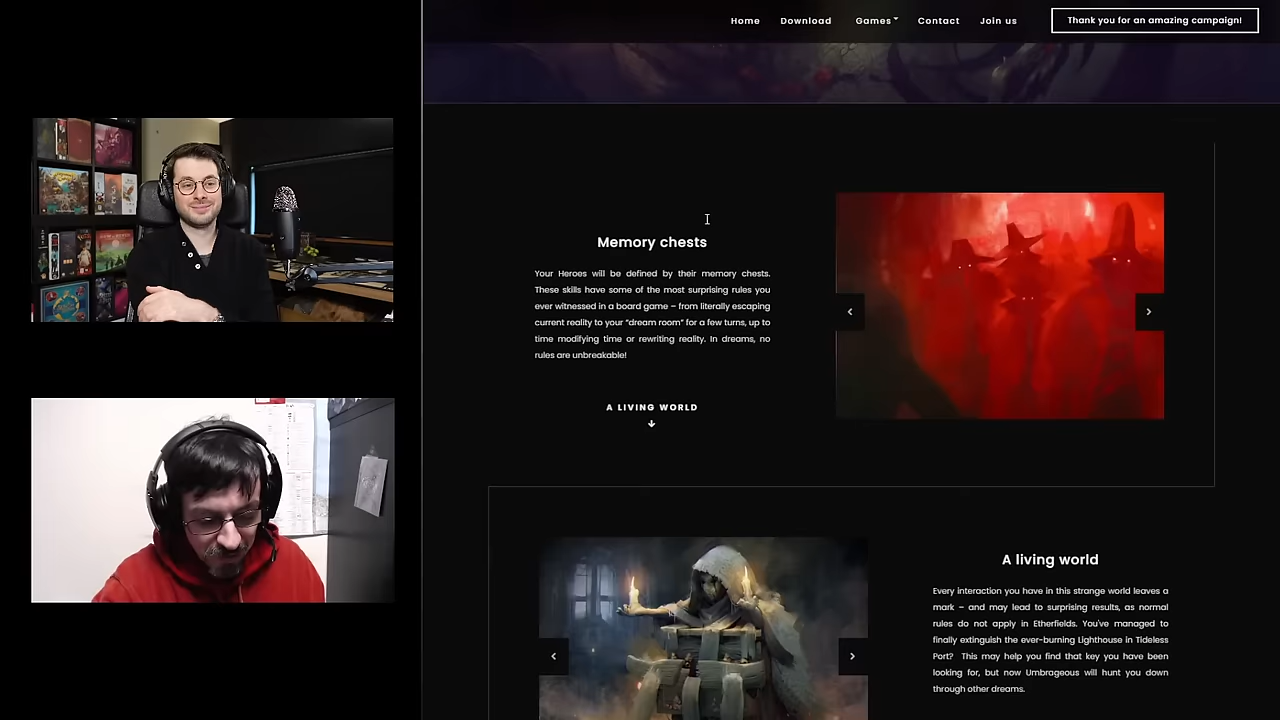 Home Download Games Contact Join us Thank you for an amazing campaign!
Memory chests
Your Heroes will be defined by their memory chests.
These skills have some of the most surprising rules you
ever witnessed in a board game – from literally escaping
current reality to your “dream room” for a few turns, up to
time modifying time or rewriting reality. In dreams, no
rules are unbreakable!
A LIVING WORLD
A living world
Every interaction you have in this strange world leaves a
mark – and may lead to surprising results, as normal
rules do not apply in Etherfields. You've managed to
finally extinguish the ever-burning Lighthouse in Tideless
Port? This may help you find that key you have been
looking for, but now Umbrageous will hunt you down
through other dreams.